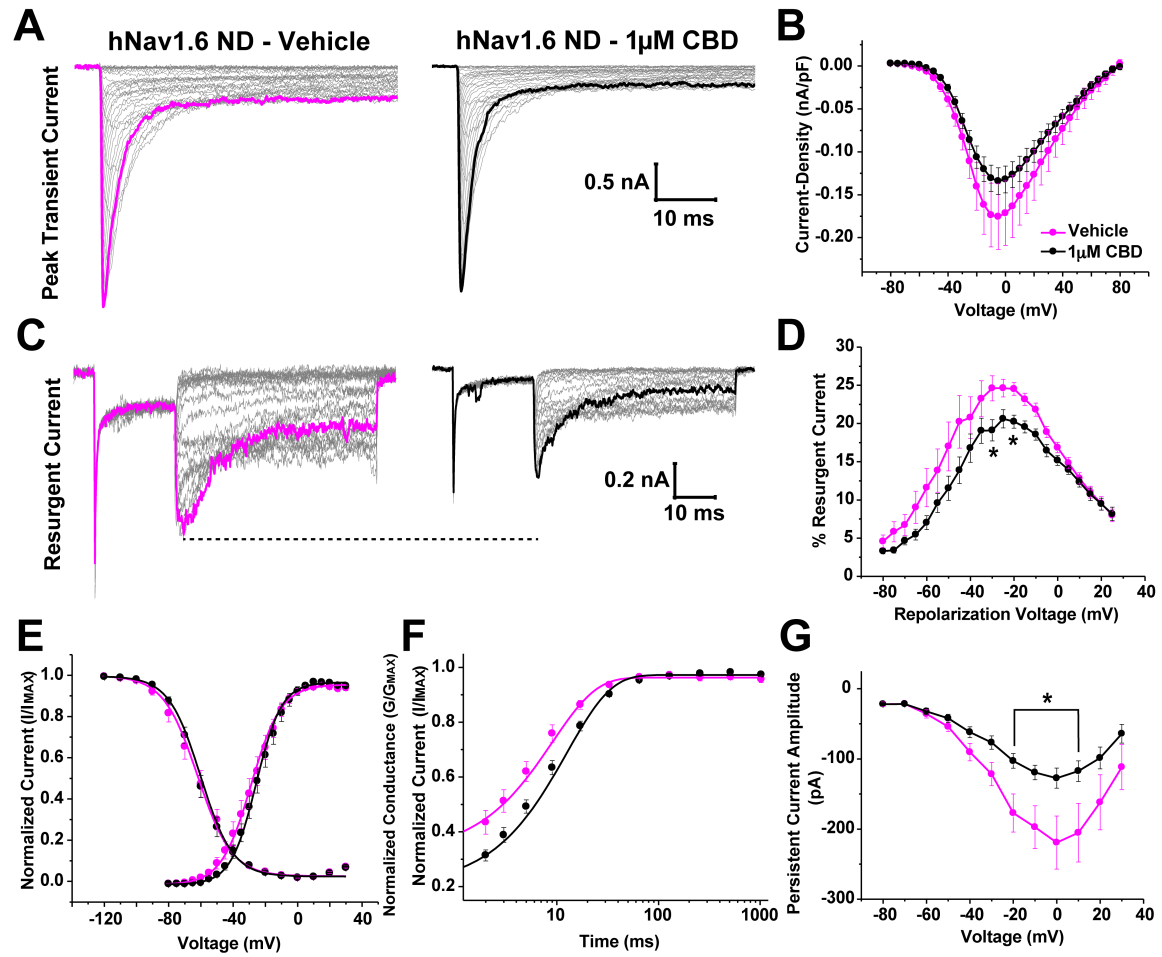 A
hNav1.6 ND - Vehicle
hNav1.6 ND - 1µM CBD
Peak Transient Current
0.5 nA
10 ms
B
0.00
-0.05
-0.10
-0.15
-0.20
Current-Density (nA/pF)
Vehicle
1µM CBD
-80
-40
0
40
80
Voltage (mV)
C
Resurgent Current
0.2 nA
10 ms
D
30
25
20
15
10
5
0
% Resurgent Current
*
*
-80
-60
-40
-20
0
20
40
Repolarization Voltage (mV)
E
1.0
0.8
0.6
0.4
0.2
0.0
Normalized Current (I/IMAX)
Normalized Conductance (G/GMAX)
-120
-80
-40
0
Voltage (mV)
F
1.0
0.8
0.6
0.4
0.2
Normalized Current (I/IMAX)
10
100
1000
Time (ms)
G
0
-100
-200
-300
Persistent Current Amplitude
(pA)
*
-80
-60
-40
-20
0
20
40
Voltage (mV)